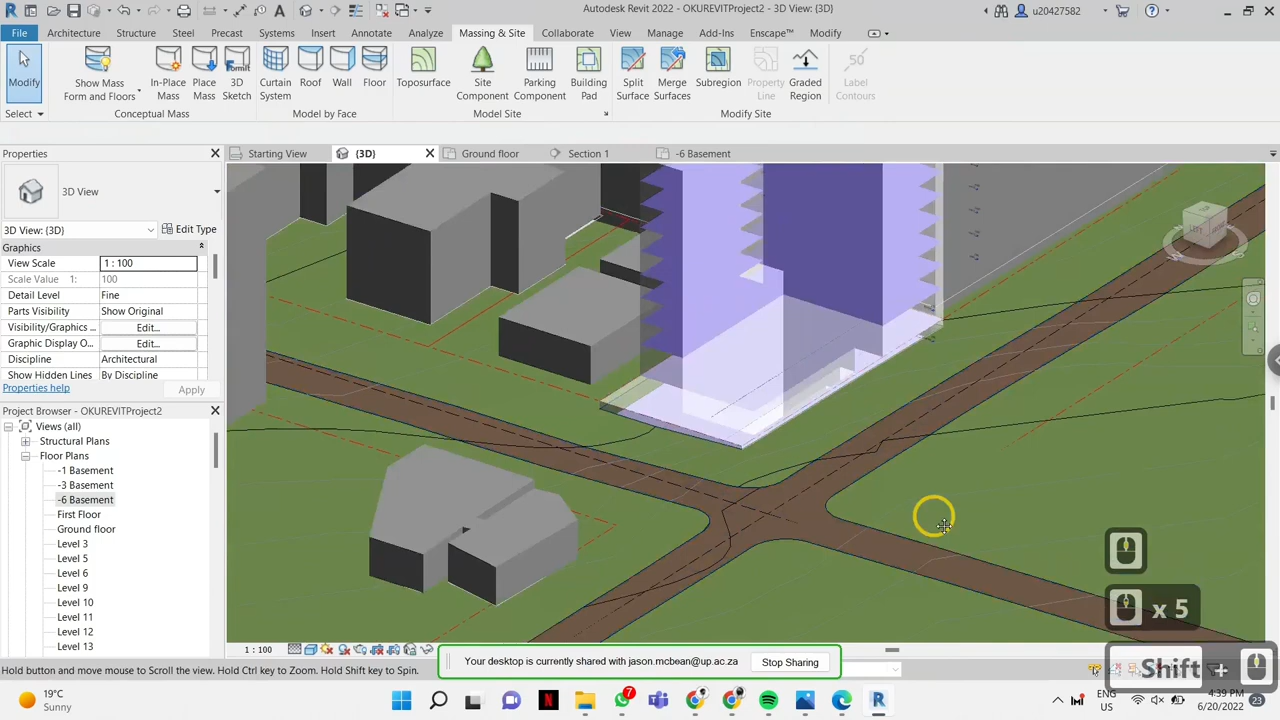 Autodesk Revit 2022 - OKUREVITProject2 - 3D View: {3D}
u20427582
File Architecture Structure Steel Precast Systems Insert Annotate Analyze Massing & Site Collaborate View Manage Add-Ins Enscape™ Modify
Modify
Show Mass
Form and Floors
In-Place
Mass
Place
Mass
FormIt
3D
Sketch
Curtain
System
Roof
Wall
Floor
Toposurface
Site
Component
Parking
Component
Building
Pad
Split
Surface
Merge
Surfaces
Subregion
Property
Line
Graded
Region
50
Label
Contours
Select
Conceptual Mass
Model by Face
Model Site
Modify Site
Properties
Starting View
{3D}
Ground floor
Section 1
-6 Basement
3D View
3D View: {3D}
Edit Type
Graphics
View Scale 1 : 100
Scale Value 1: 100
Detail Level Fine
Parts Visibility Show Original
Visibility/Graphics ... Edit...
Graphic Display O... Edit...
Discipline Architectural
Show Hidden Lines By Discipline
Properties help
Apply
Project Browser - OKUREVITProject2
Views (all)
Structural Plans
Floor Plans
-1 Basement
-3 Basement
-6 Basement
First Floor
Ground floor
Level 3
Level 5
Level 6
Level 9
Level 10
Level 11
Level 12
Level 13
LEFT
x 5
Shift +
1 : 100
Your desktop is currently shared with jason.mcbean@up.ac.za
Stop Sharing
Hold button and move mouse to Scroll the view. Hold Ctrl key to Zoom. Hold Shift key to Spin.
19°C
Sunny
7
ENG
US
4:39 PM
6/20/2022
23